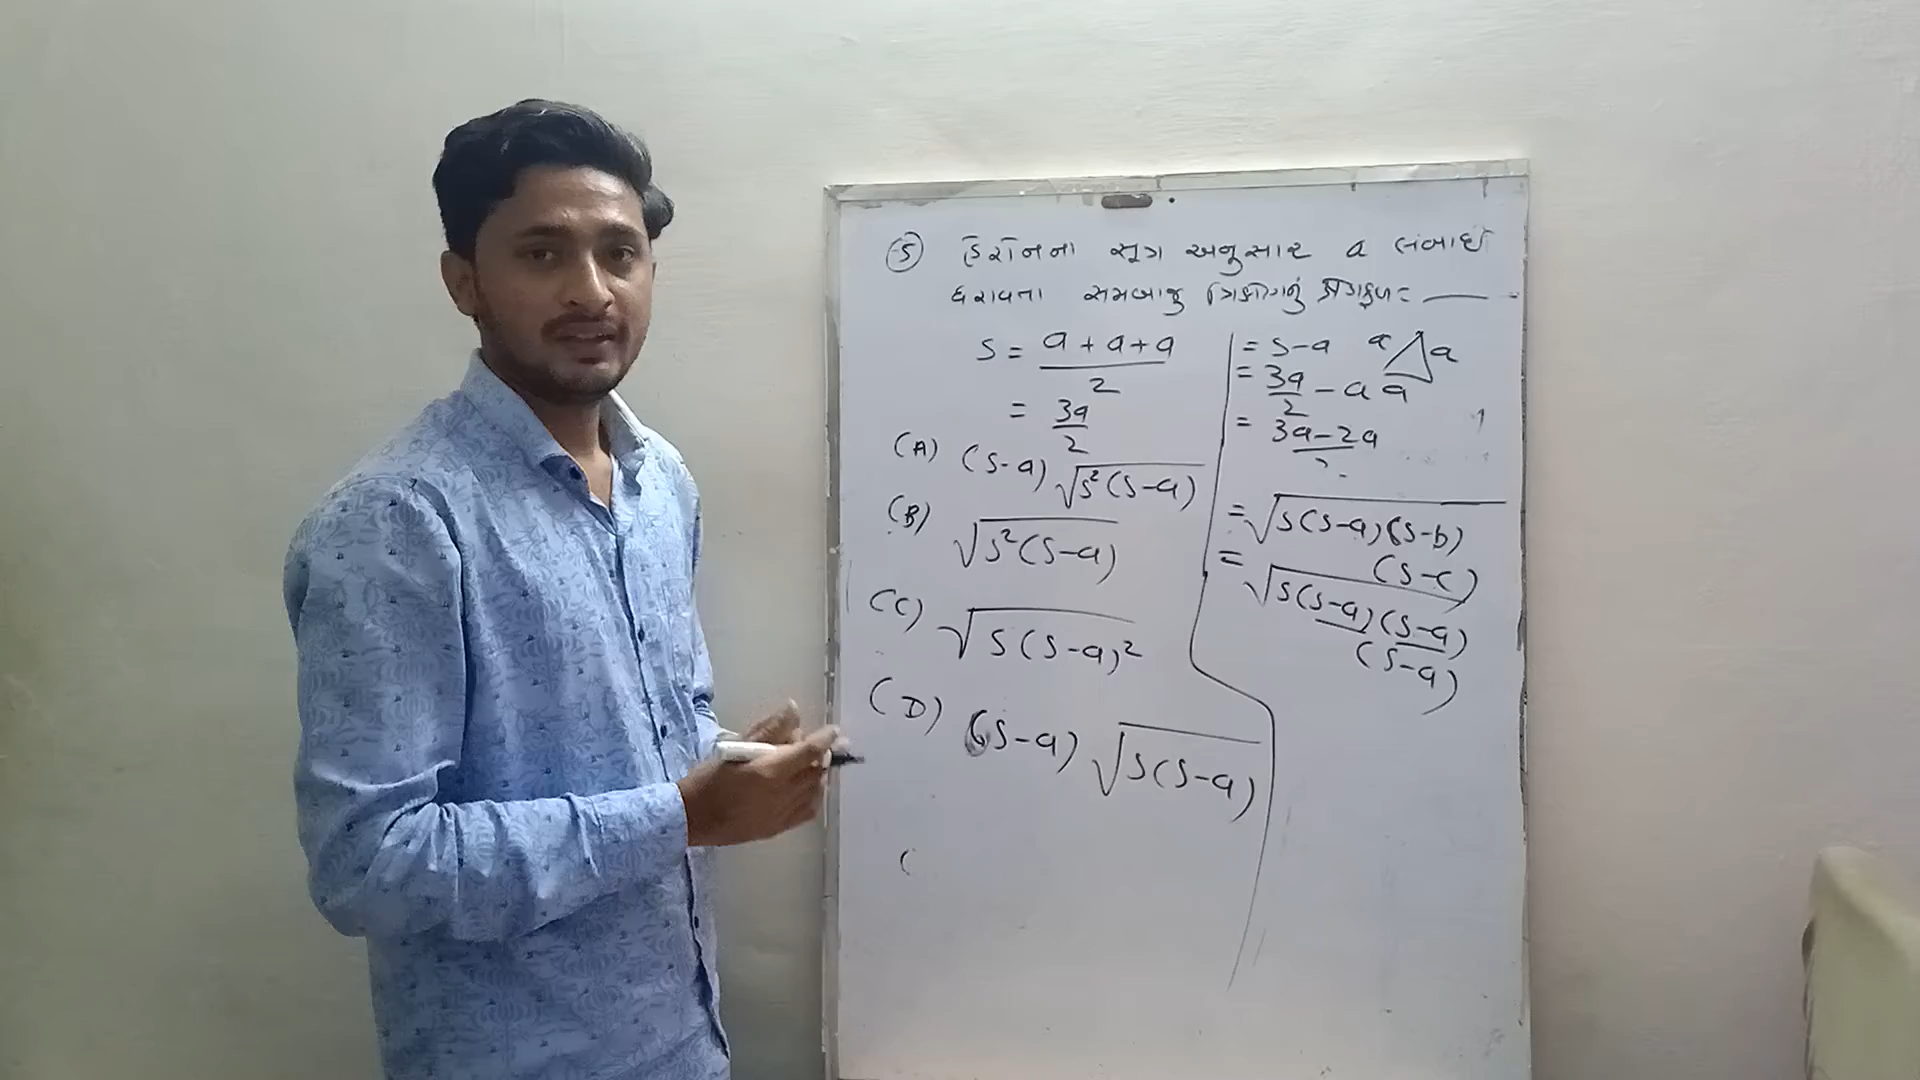 (5) હેરોનના સૂત્ર અનુસાર a લંબાઈ
ધરાવતા સમબાજુ ત્રિકોણનું ક્ષેત્રફળ = ____
S = a + a + a / 2
= 3a / 2
(A) (S-a) √S²(S-a)
(B) √S²(S-a)
(C) √S(S-a)²
(D) (S-a) √S(S-a)
(
= S-a
a a a
= 3a/2 - a
= 3a-2a
= √S(S-a)(S-b)
(S-c)
= √S(S-a)(S-a)
(S-a)